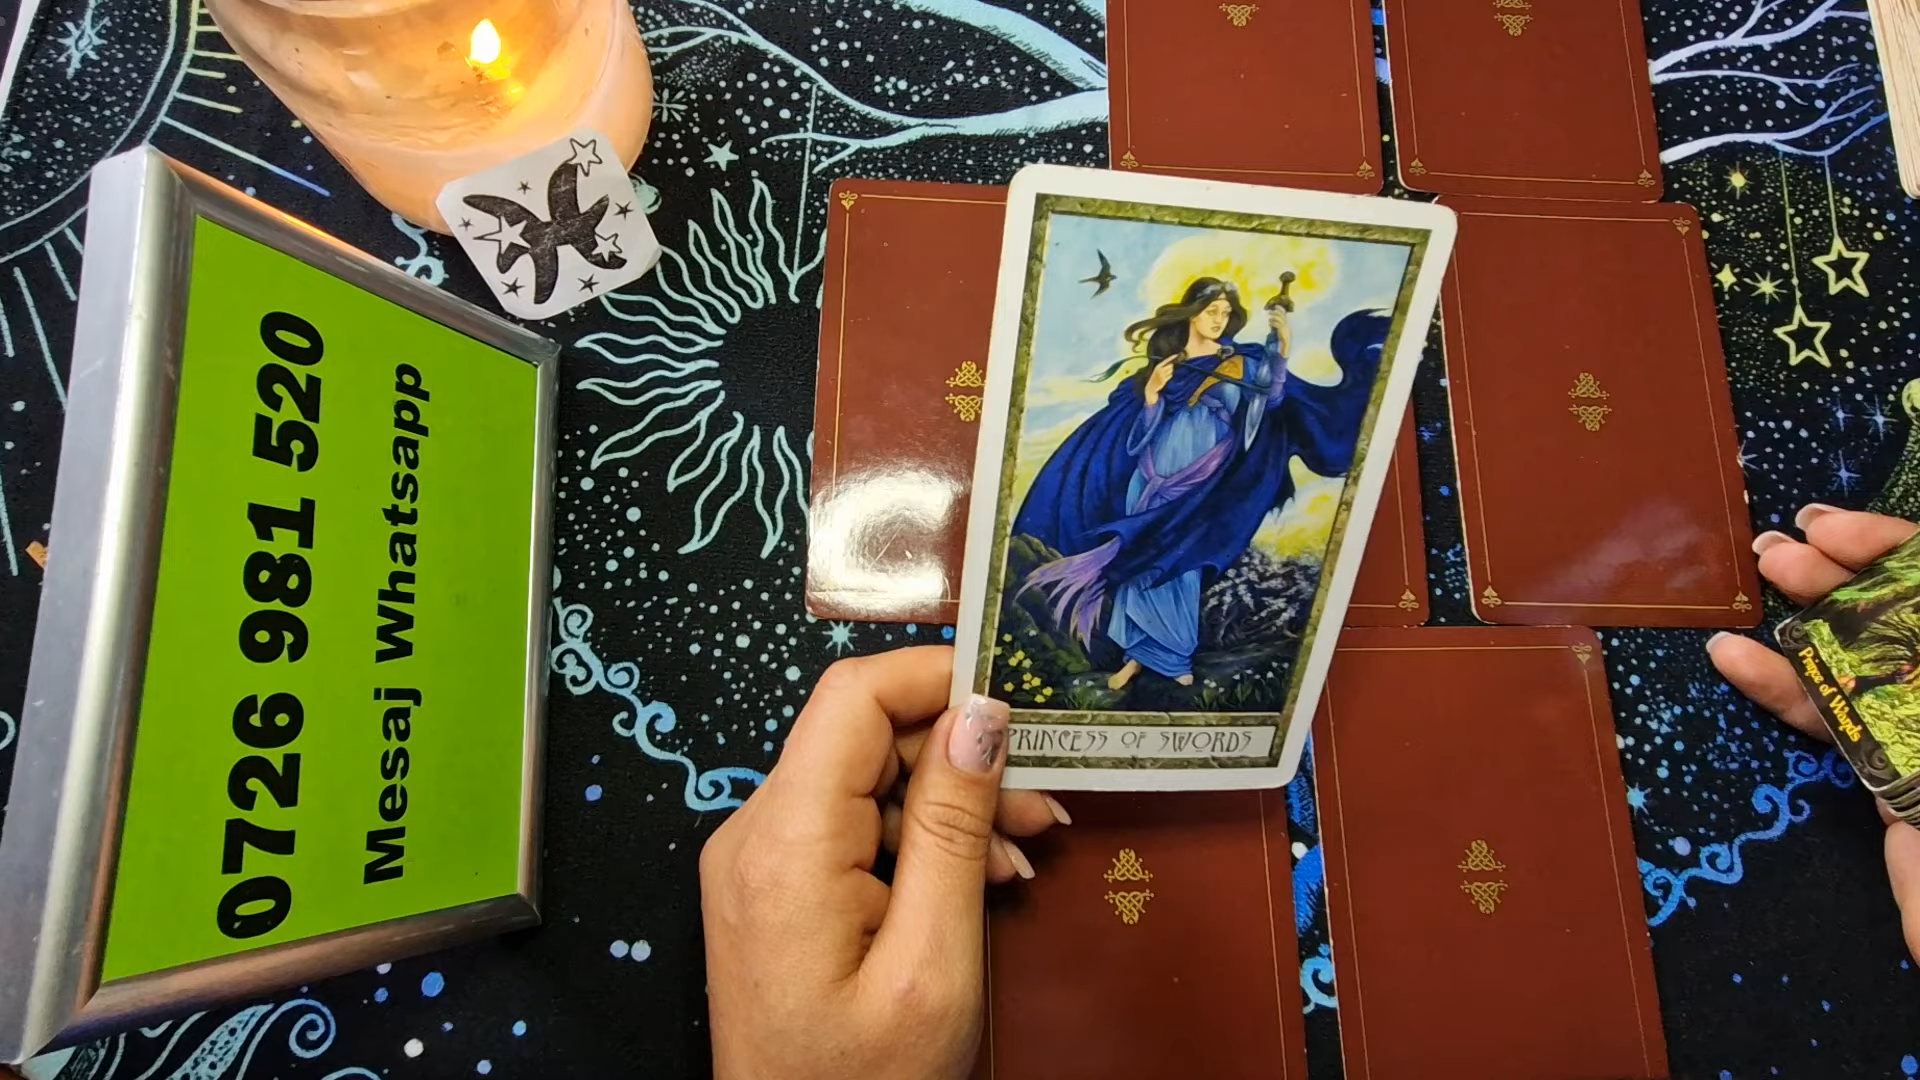 0726 981 520
Mesaj Whatsapp
PRINCESS OF SWORDS
Prince of Wands